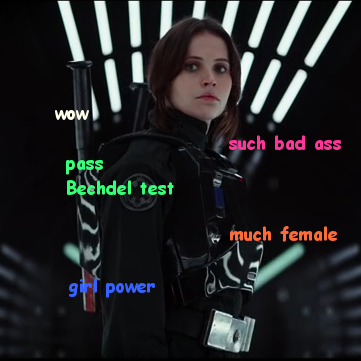 wow
such bad ass
pass
Bechdel test
much female
girl power